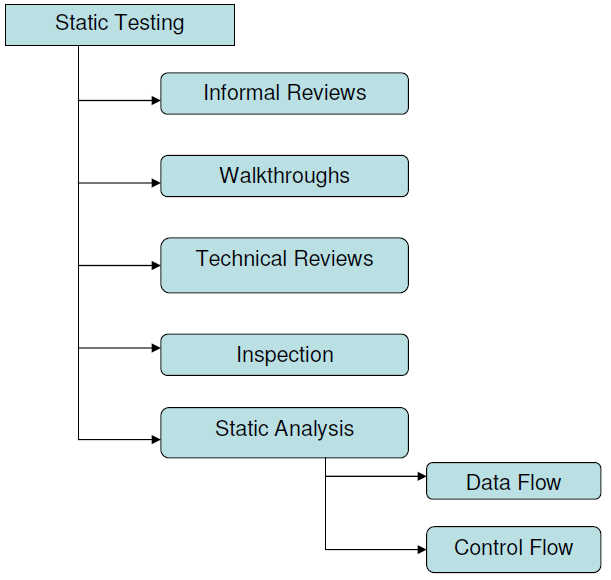 Static Testing
Informal Reviews
Walkthroughs
Technical Reviews
Inspection
Static Analysis
Data Flow
Control Flow